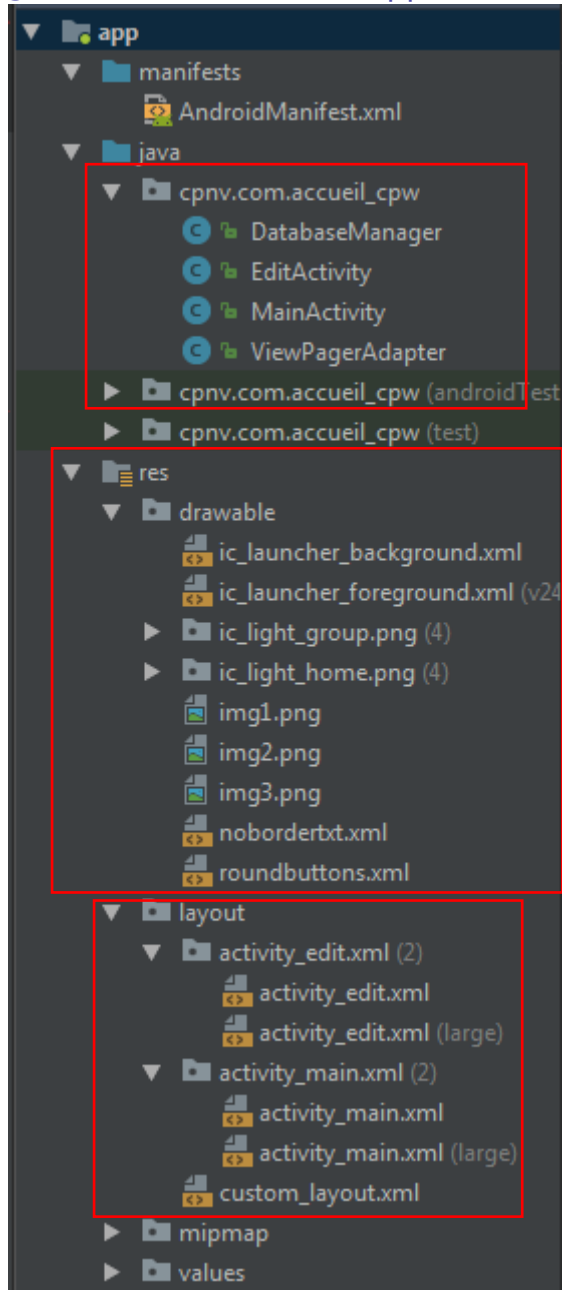 app
manifests
AndroidManifest.xml
java
cpnv.com.accueil_cpw
DatabaseManager
EditActivity
MainActivity
ViewPagerAdapter
cpnv.com.accueil_cpw (androidTest
cpnv.com.accueil_cpw (test)
res
drawable
ic_launcher_background.xml
ic_launcher_foreground.xml (v24
ic_light_group.png (4)
ic_light_home.png (4)
img1.png
img2.png
img3.png
nobordertxt.xml
roundbuttons.xml
layout
activity_edit.xml (2)
activity_edit.xml
activity_edit.xml (large)
activity_main.xml (2)
activity_main.xml
activity_main.xml (large)
custom_layout.xml
mipmap
values